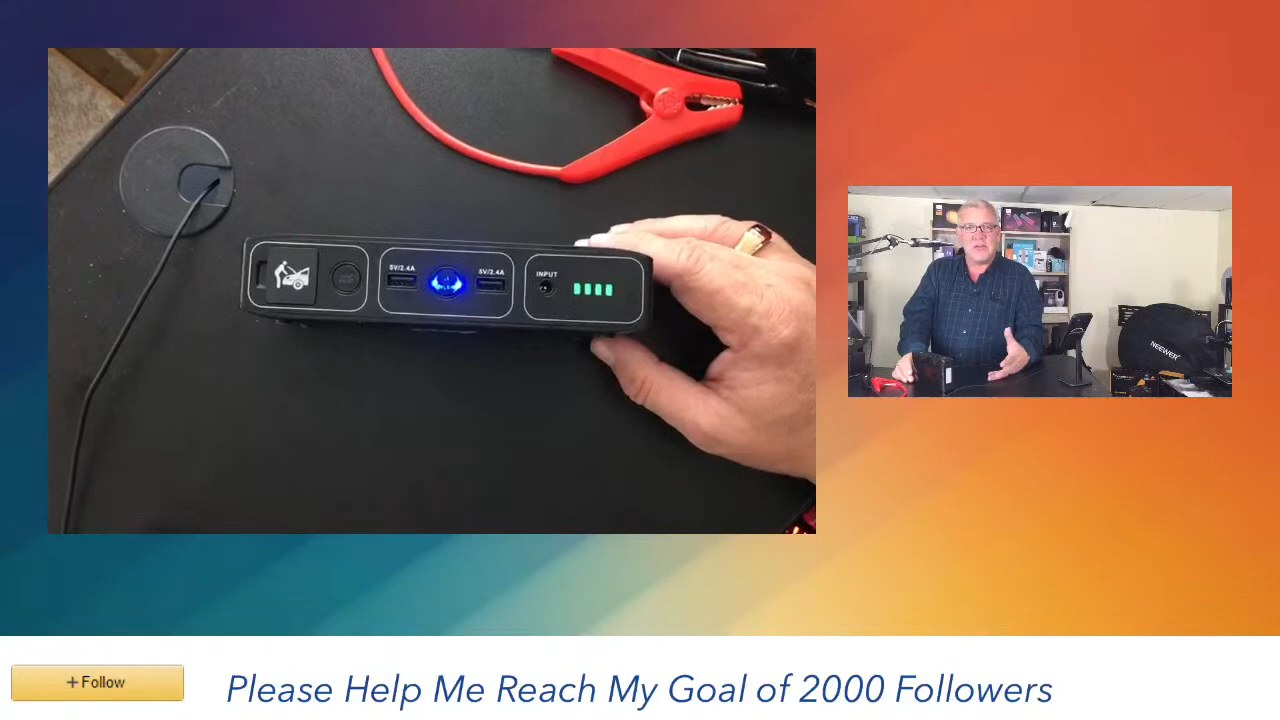 5V/2.4A
5V/2.4A
INPUT
NEEWER
+Follow
Please Help Me Reach My Goal of 2000 Followers